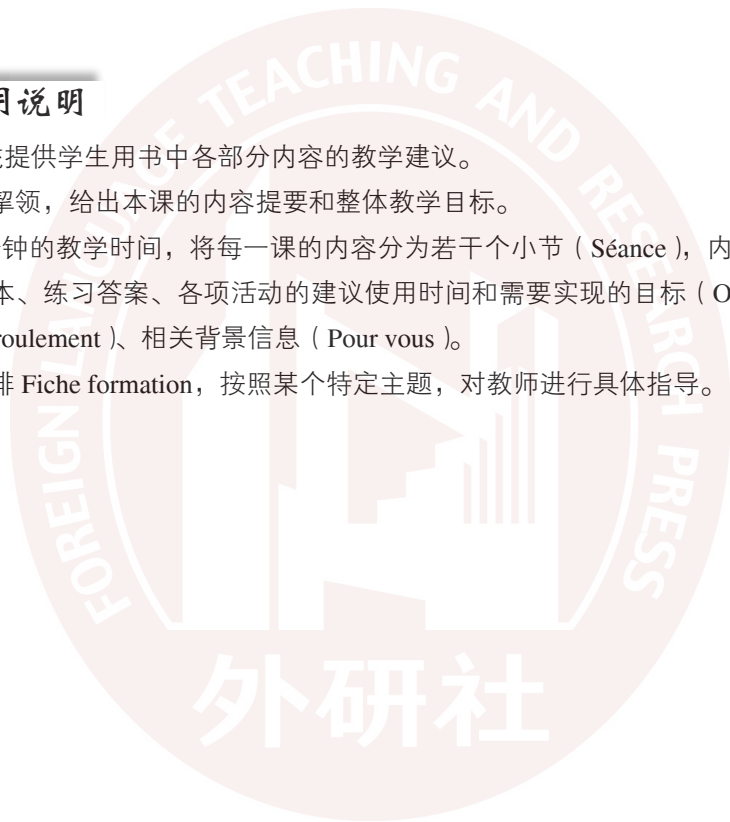 用说明
提供学生用书中各部分内容的教学建议。
挈领，给出本课的内容提要和整体教学目标。
钟的教学时间，将每一课的内容分为若干个小节（Séance），内
本、练习答案、各项活动的建议使用时间和需要实现的目标（O
roulement）、相关背景信息（Pour vous）。
排 Fiche formation，按照某个特定主题，对教师进行具体指导。
FOREIGN LANGUAGE TEACHING AND RESEARCH PRESS
外研社